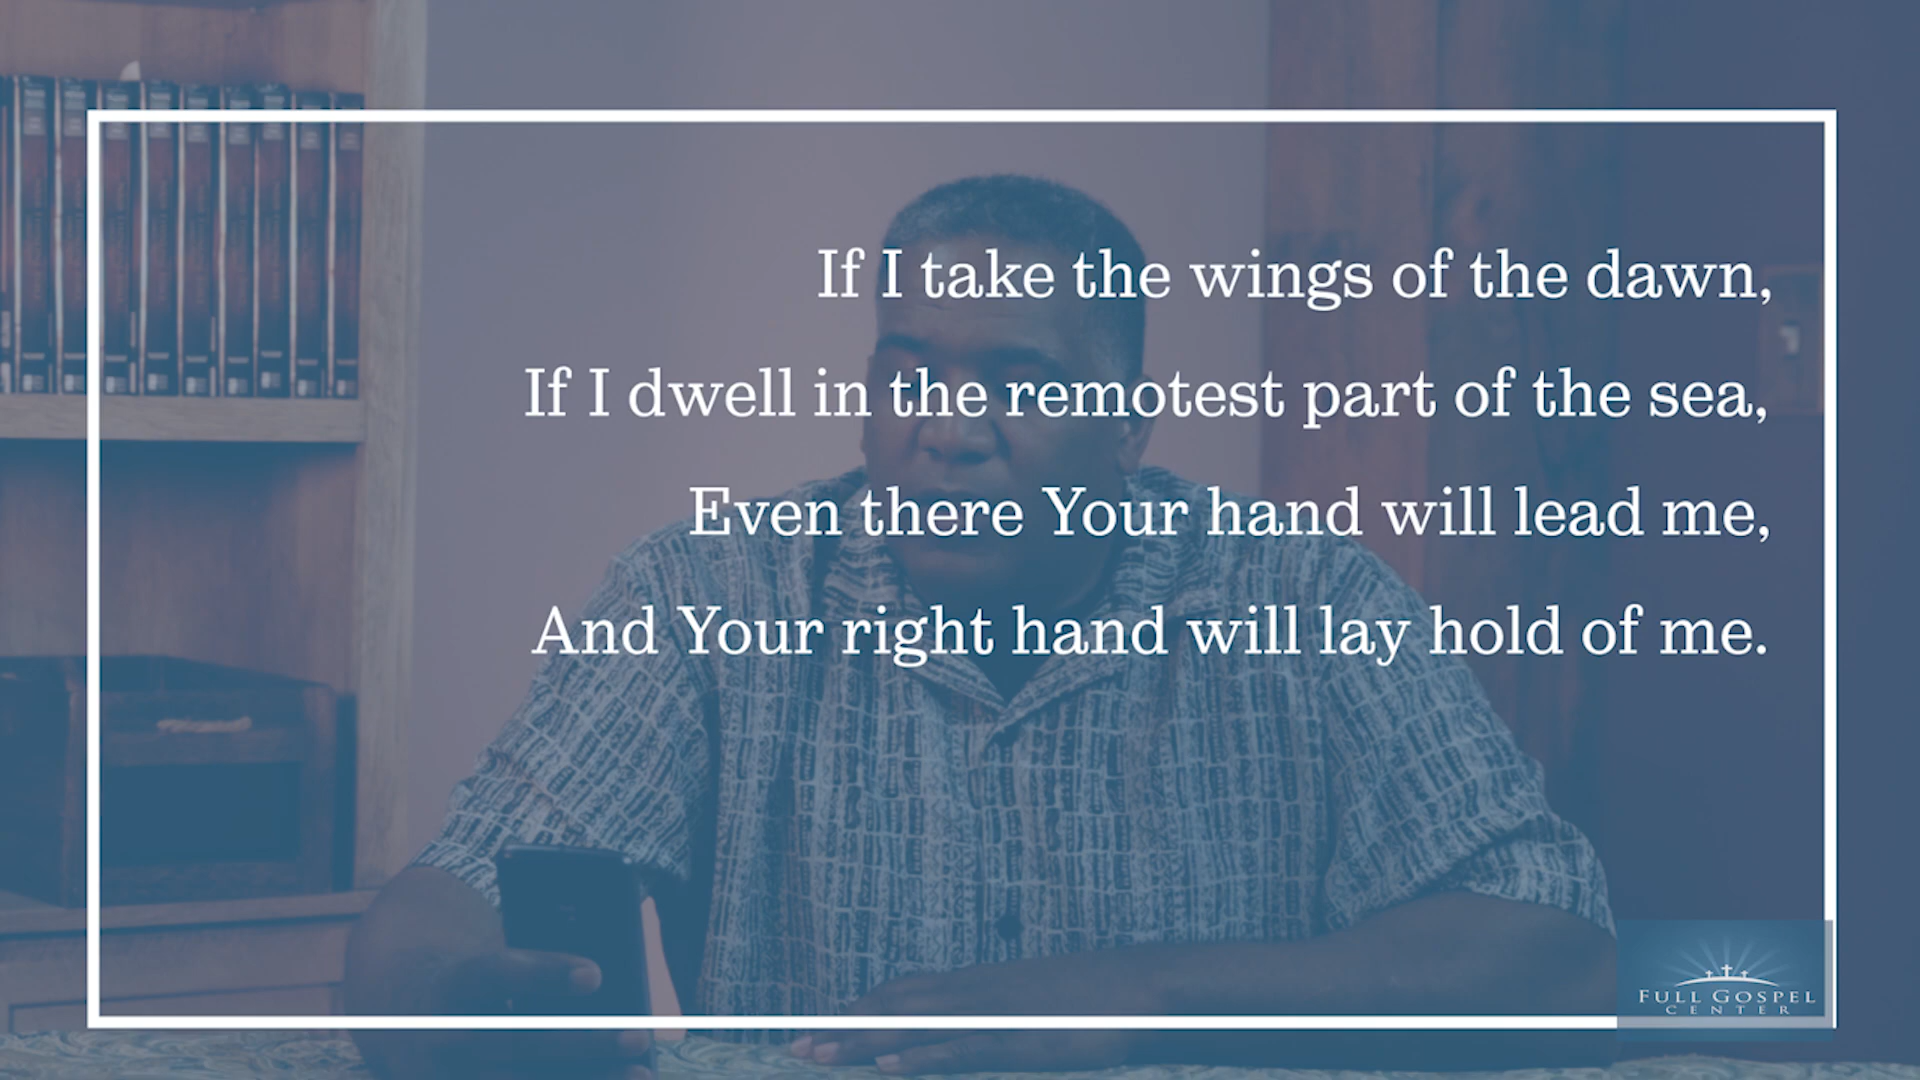 If I take the wings of the dawn,
If I dwell in the remotest part of the sea,
Even there Your hand will lead me,
And Your right hand will lay hold of me.
FULL GOSPEL
CENTER